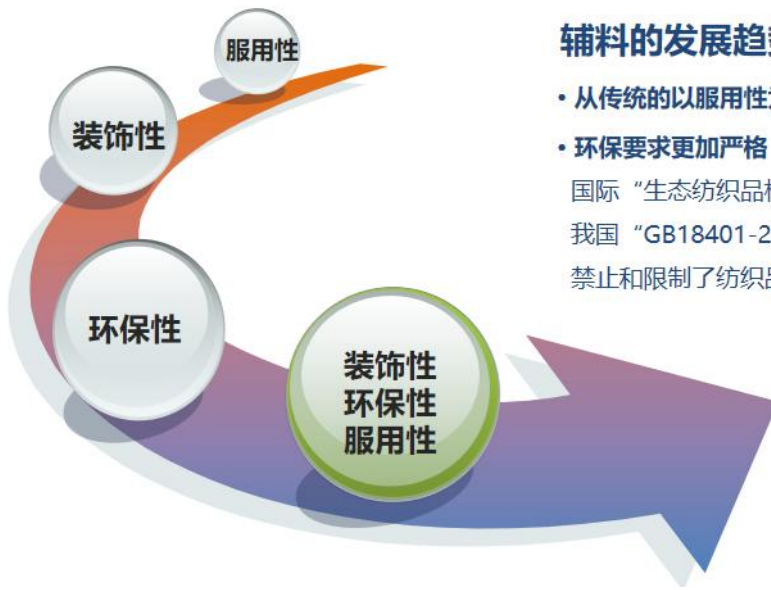 服用性
装饰性
环保性
装饰性
环保性
服用性
辅料的发展趋
• 从传统的以服用性
• 环保要求更加严格
国际“生态纺织品
我国“GB18401-2
禁止和限制了纺织